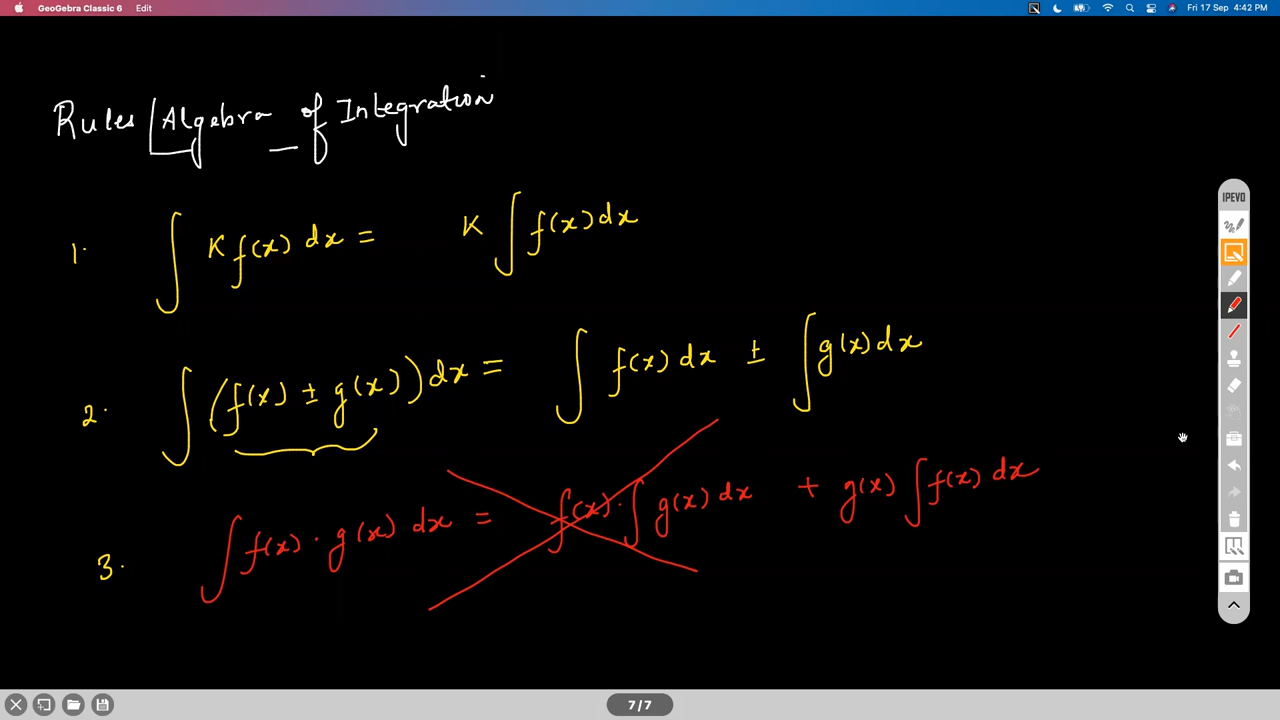 GeoGebra Classic 6 Edit Fri 17 Sep 4:42 PM
Rules/Algebra of Integration
1. ∫ K f(x) dx = K ∫ f(x) dx
2. ∫ (f(x) ± g(x)) dx = ∫ f(x) dx ± ∫ g(x) dx
3. ∫ f(x) · g(x) dx = f(x) · ∫ g(x) dx + g(x) ∫ f(x) dx
IPEVO
7/7